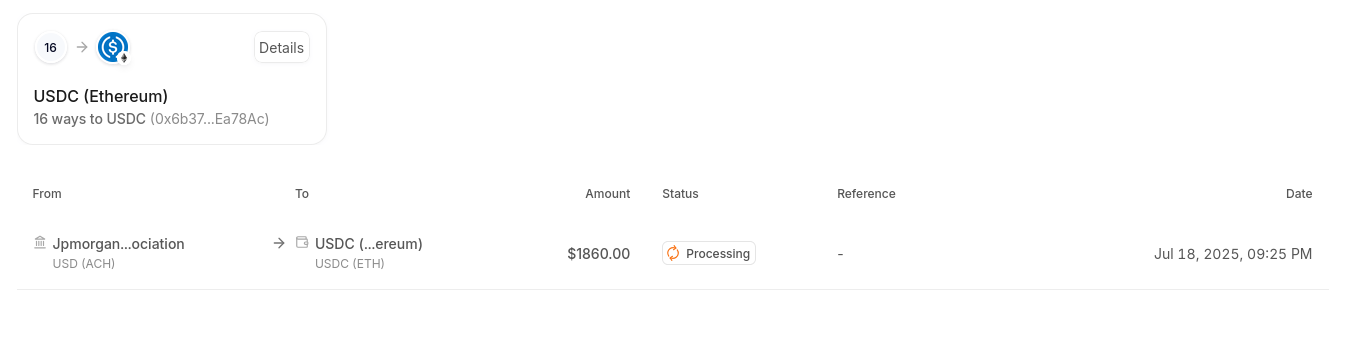 16
Details
USDC (Ethereum)
16 ways to USDC (0x6b37...Ea78Ac)
From To Amount Status Reference Date
Jpmorgan...ociation USDC (...ereum) $1860.00 Processing - Jul 18, 2025, 09:25 PM
USD (ACH) USDC (ETH)